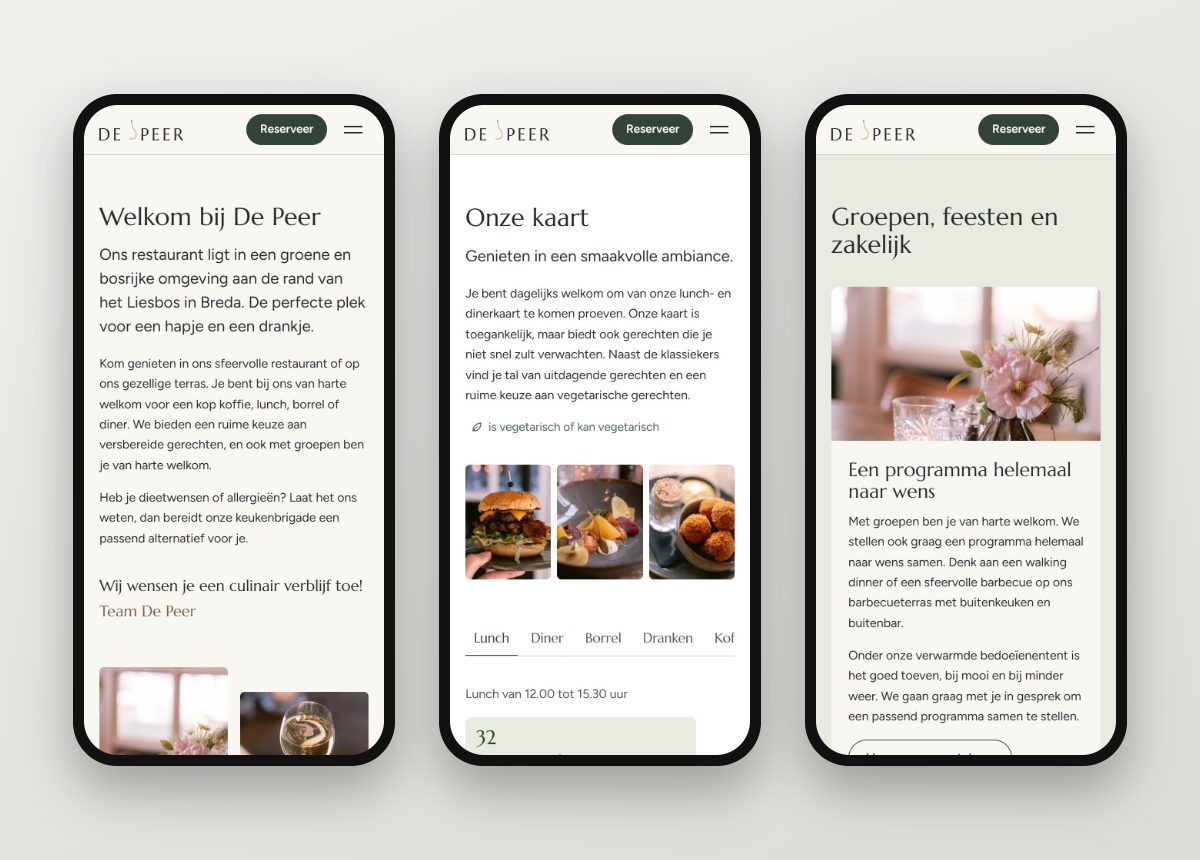 DE PEER
Reserveer
Welkom bij De Peer
Ons restaurant ligt in een groene en
bosrijke omgeving aan de rand van
het Liesbos in Breda. De perfecte plek
voor een hapje en een drankje.
Kom genieten in ons sfeervolle restaurant of op
ons gezellige terras. Je bent bij ons van harte
welkom voor een kop koffie, lunch, borrel of
diner. We bieden een ruime keuze aan
versbereide gerechten, en ook met groepen ben
je van harte welkom.
Heb je dieetwensen of allergieën? Laat het ons
weten, dan bereidt onze keukenbrigade een
passend alternatief voor je.
Wij wensen je een culinair verblijf toe!
Team De Peer
DE PEER
Reserveer
Onze kaart
Genieten in een smaakvolle ambiance.
Je bent dagelijks welkom om van onze lunch- en
dinerkaart te komen proeven. Onze kaart is
toegankelijk, maar biedt ook gerechten die je
niet snel zult verwachten. Naast de klassiekers
vind je tal van uitdagende gerechten en een
ruime keuze aan vegetarische gerechten.
is vegetarisch of kan vegetarisch
Lunch Diner Borrel Dranken Kof
Lunch van 12.00 tot 15.30 uur
32
DE PEER
Reserveer
Groepen, feesten en
zakelijk
Een programma helemaal
naar wens
Met groepen ben je van harte welkom. We
stellen ook graag een programma helemaal
naar wens samen. Denk aan een walking
dinner of een sfeervolle barbecue op ons
barbecueterras met buitenkeuken en
buitenbar.
Onder onze verwarmde bedoeïenentent is
het goed toeven, bij mooi en bij minder
weer. We gaan graag met je in gesprek om
een passend programma samen te stellen.